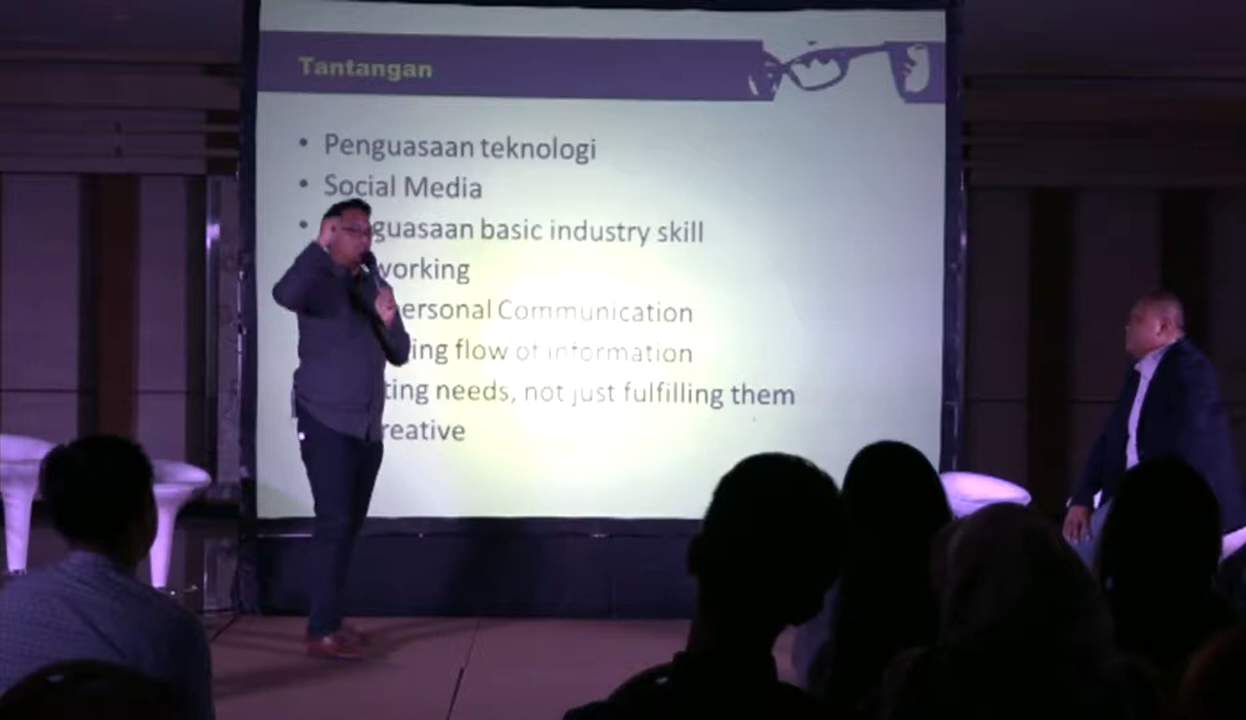 Tantangan
• Penguasaan teknologi
• Social Media
• guasaan basic industry skill
working
ersonal Communication
ing flow of information
ting needs, not just fulfilling them
reative